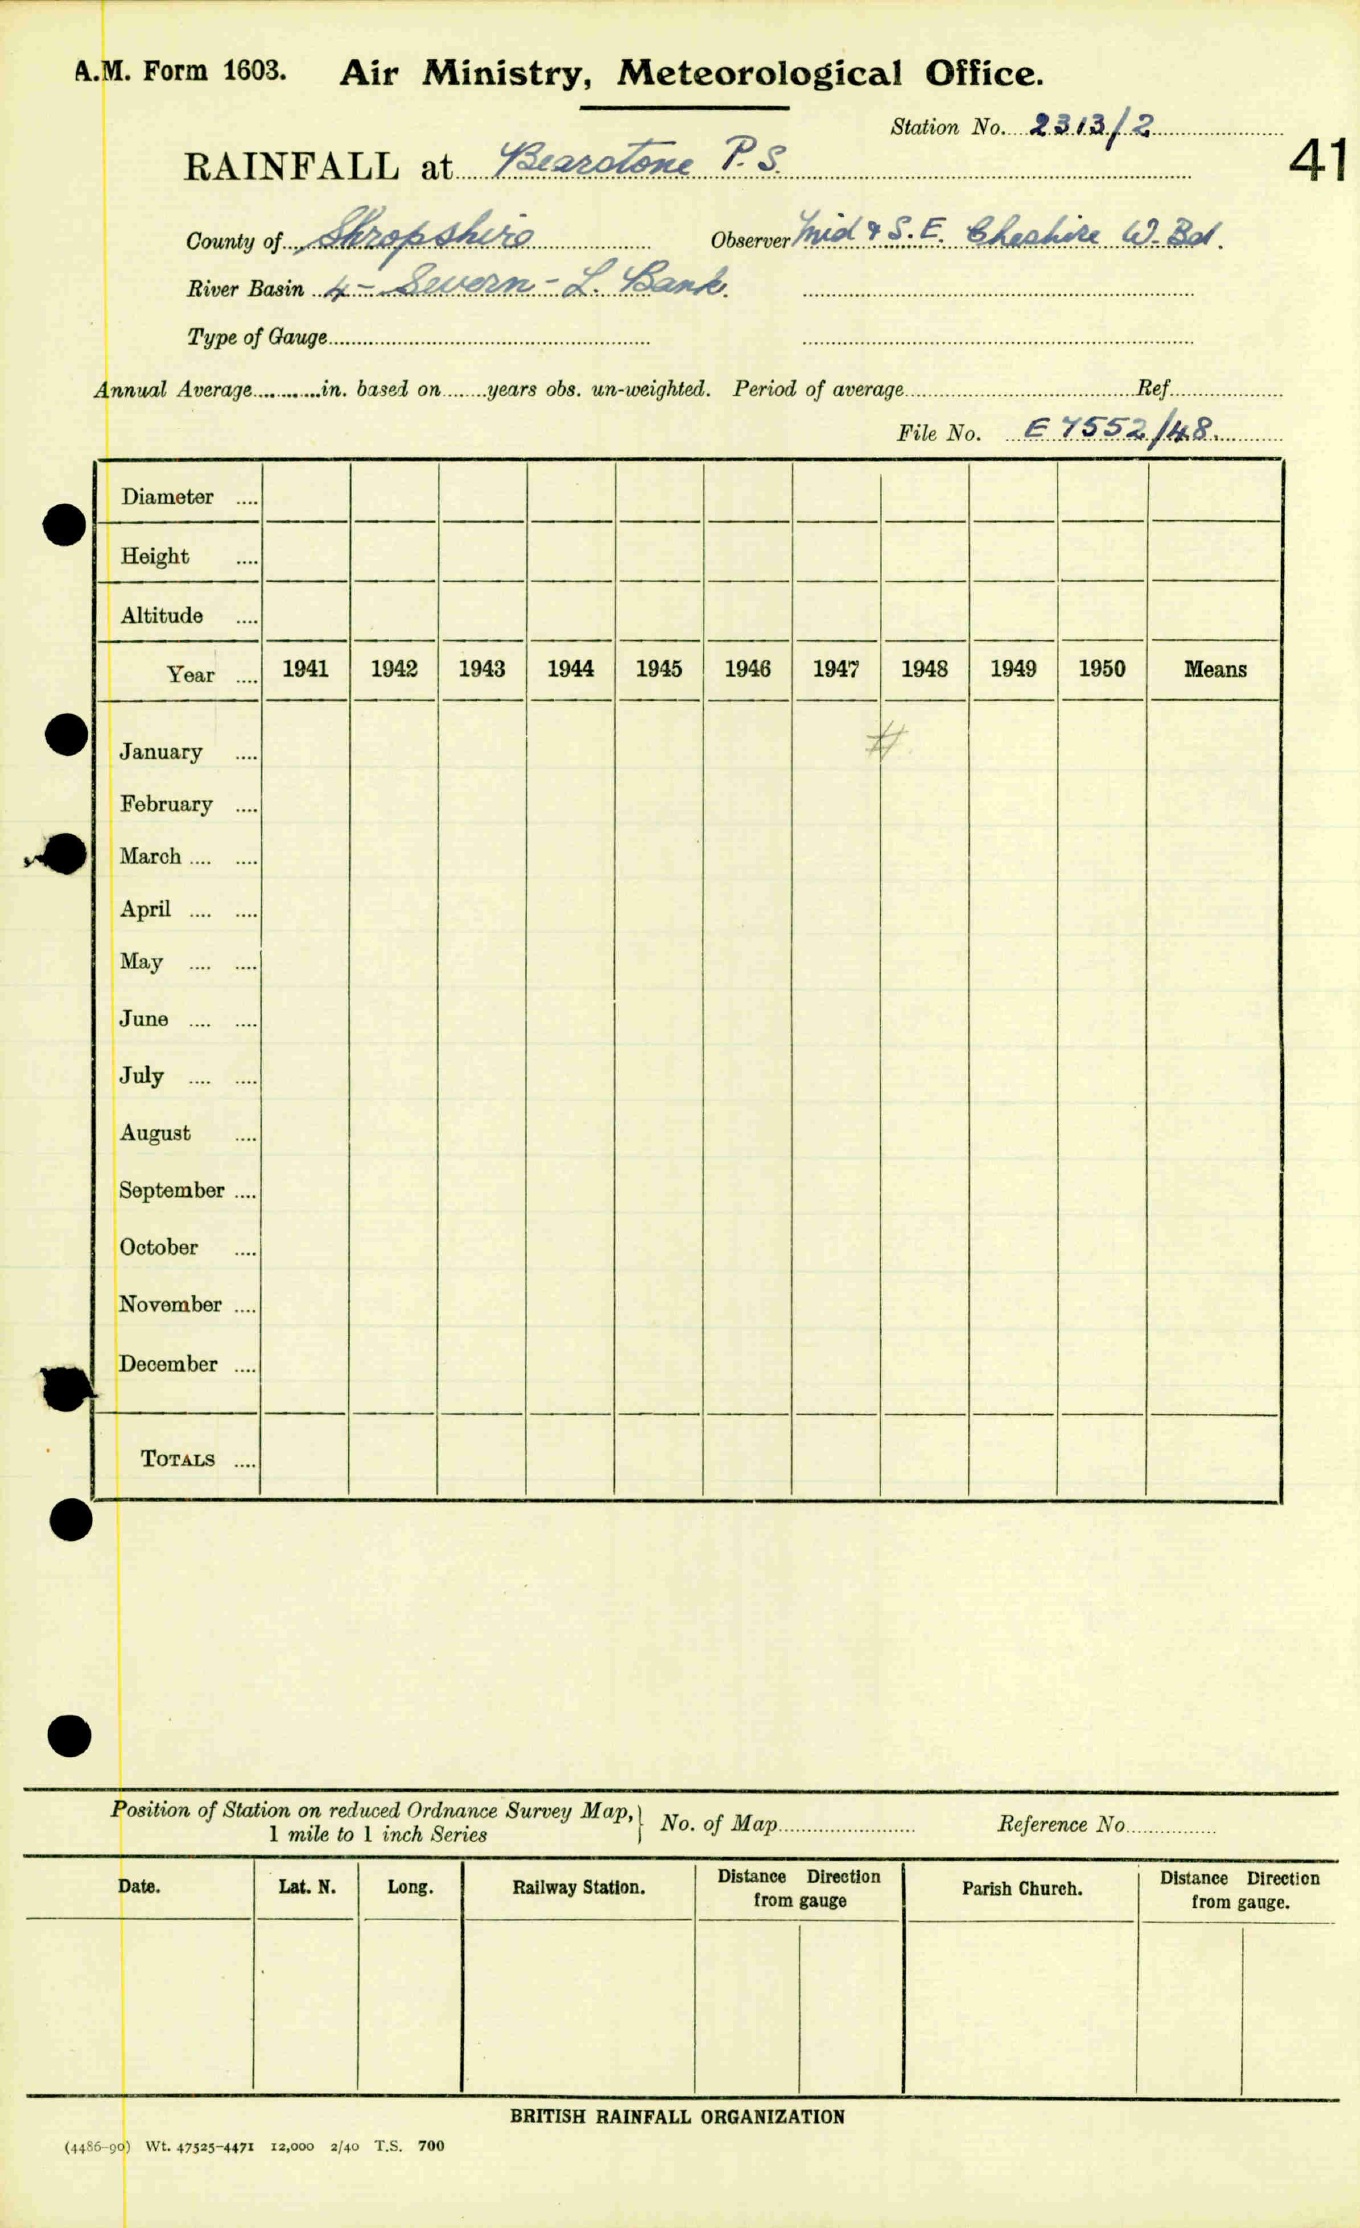 A.M. Form 1603. Air Ministry, Meteorological Office.
Station No. 2313/2
41
RAINFALL at Bearstone P.S.
County of Shropshire Observer Mid & S.E. Cheshire W. Bd.
River Basin 4 - Severn - L. Bank.
Type of Gauge
Annual Average in. based on years obs. un-weighted. Period of average Ref.
File No. E 7552/48.
Diameter
Height
Altitude
Year 1941 1942 1943 1944 1945 1946 1947 1948 1949 1950 Means
January #
February
March
April
May
June
July
August
September
October
November
December
TOTALS
Position of Station on reduced Ordnance Survey Map, } No. of Map Reference No.
1 mile to 1 inch Series
Date. Lat. N. Long. Railway Station. Distance Direction from gauge Parish Church. Distance Direction from gauge.
BRITISH RAINFALL ORGANIZATION
(4486-90) Wt. 47525-4471 12,000 2/40 T.S. 700